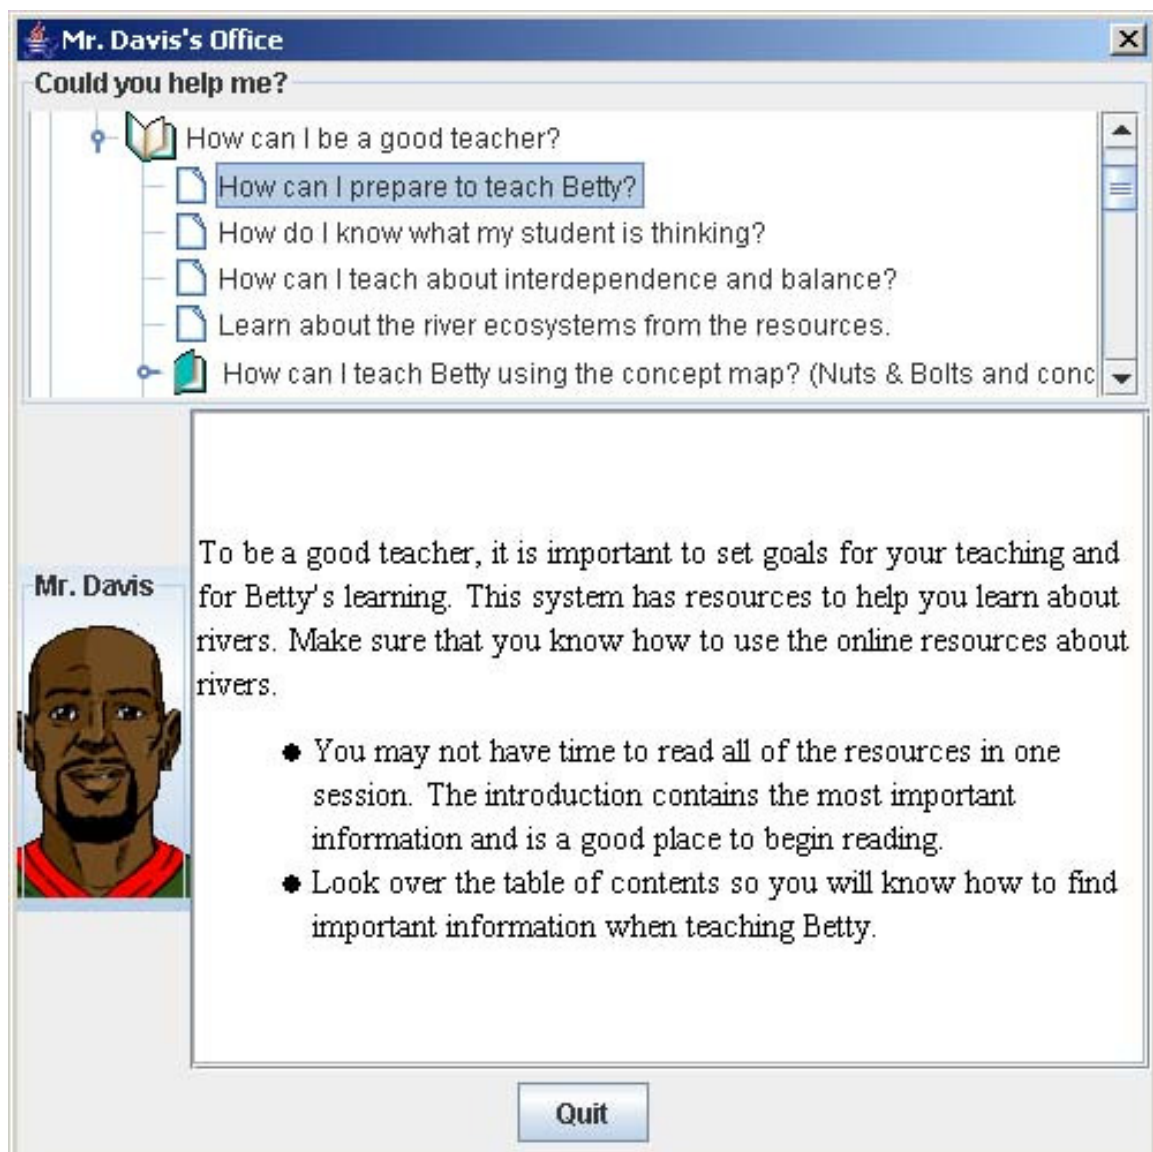 Mr. Davis's Office
Could you help me?
How can I be a good teacher?
How can I prepare to teach Betty?
How do I know what my student is thinking?
How can I teach about interdependence and balance?
Learn about the river ecosystems from the resources.
How can I teach Betty using the concept map? (Nuts & Bolts and conc
Mr. Davis
To be a good teacher, it is important to set goals for your teaching and
for Betty's learning. This system has resources to help you learn about
rivers. Make sure that you know how to use the online resources about
rivers.
● You may not have time to read all of the resources in one
session. The introduction contains the most important
information and is a good place to begin reading.
● Look over the table of contents so you will know how to find
important information when teaching Betty.
Quit